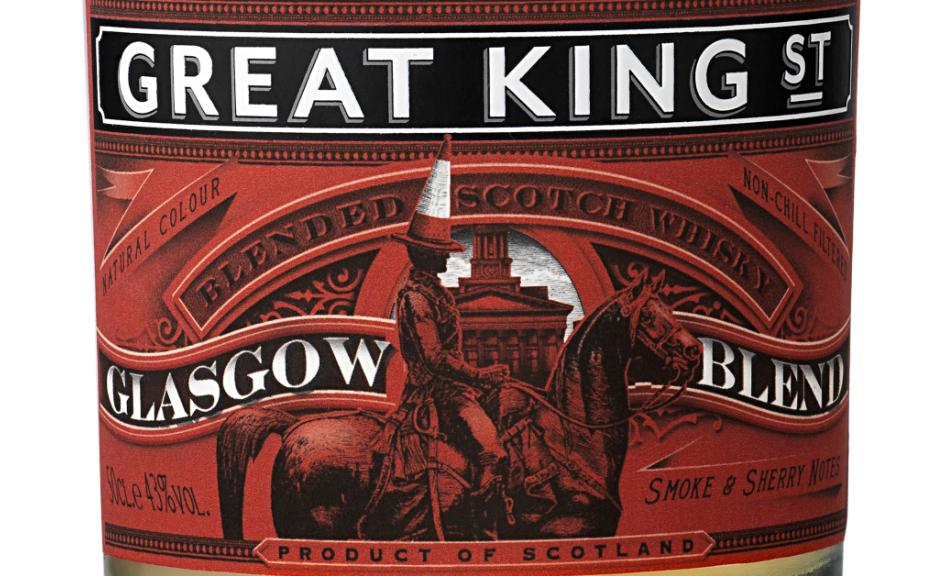 GREAT KING ST
NATURAL COLOUR
BLENDED SCOTCH WHISKY
NON-CHILL FILTERED
GLASGOW BLEND
50CL.e 43%VOL.
SMOKE & SHERRY NOTES
PRODUCT OF SCOTLAND